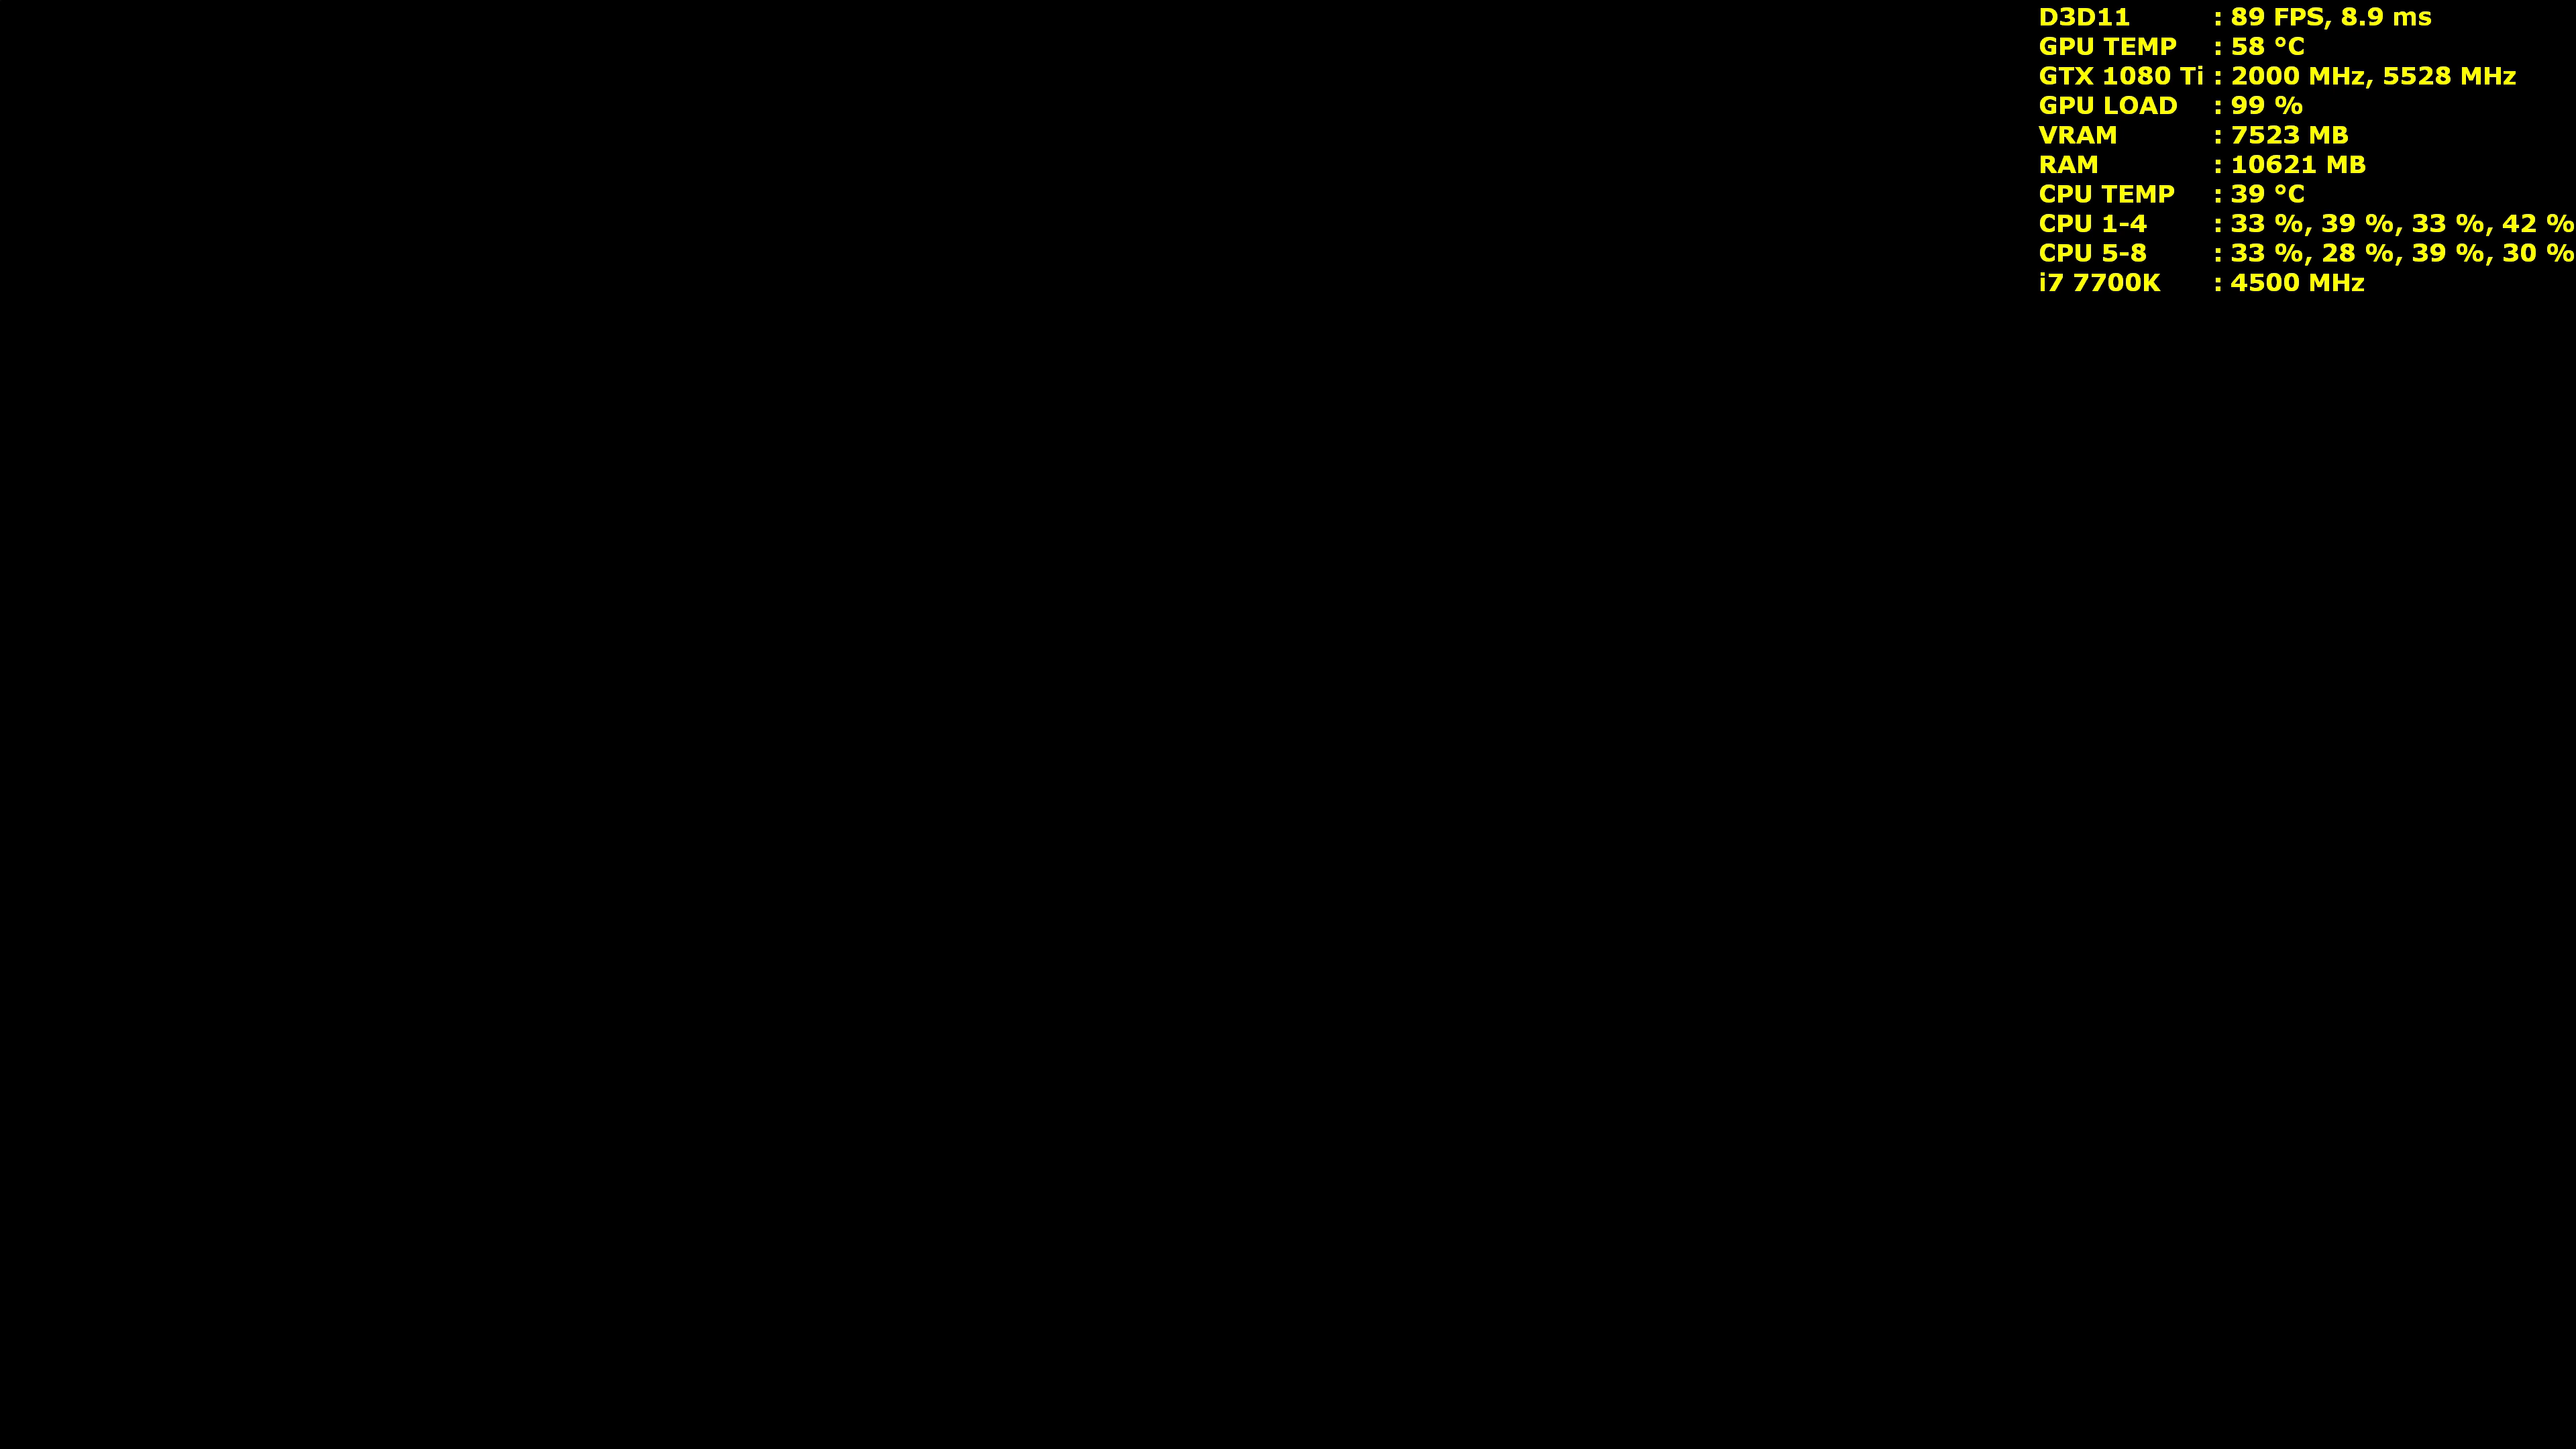 D3D11 : 89 FPS, 8.9 ms
GPU TEMP : 58 °C
GTX 1080 Ti : 2000 MHz, 5528 MHz
GPU LOAD : 99 %
VRAM : 7523 MB
RAM : 10621 MB
CPU TEMP : 39 °C
CPU 1-4 : 33 %, 39 %, 33 %, 42 %
CPU 5-8 : 33 %, 28 %, 39 %, 30 %
i7 7700K : 4500 MHz